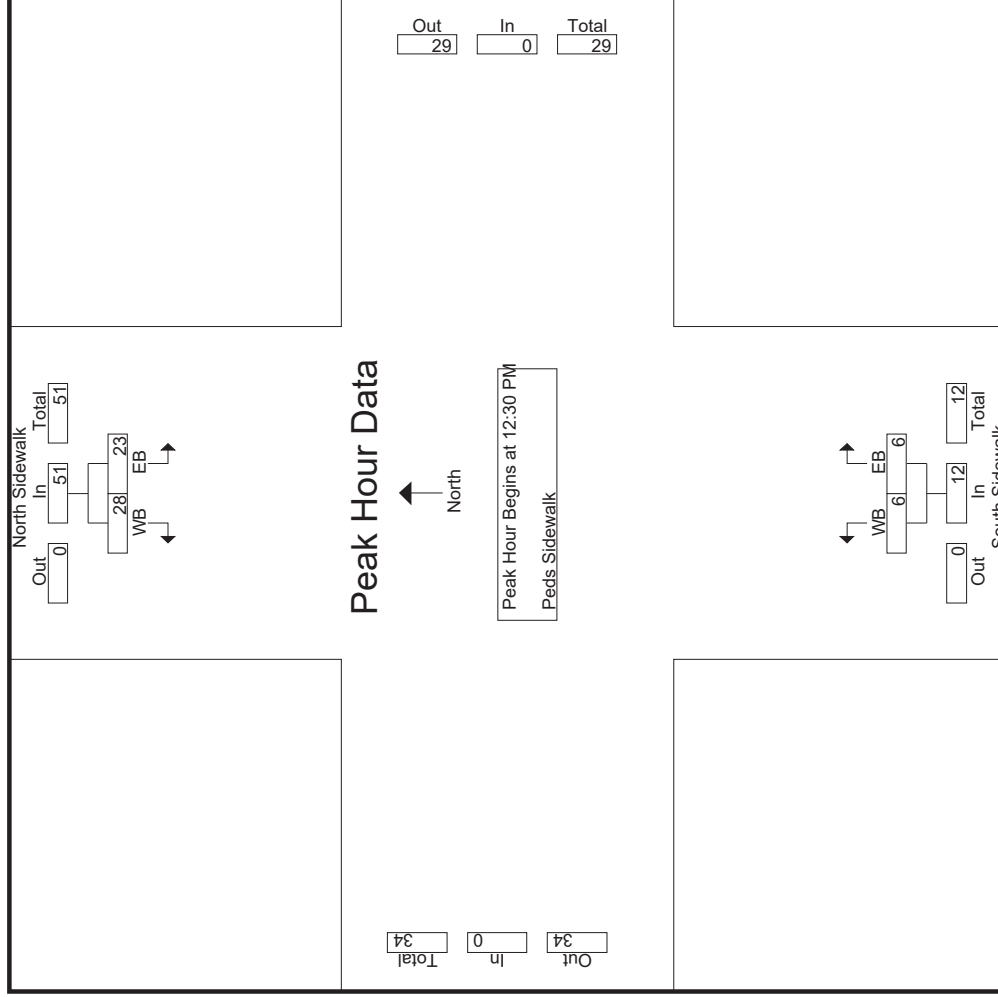 Out In Total
29 0 29
North Sidewalk
Out In Total
0 51 51
28 23
WB EB
Peak Hour Data
North
Peak Hour Begins at 12:30 PM
Peds Sidewalk
Total In Out
34 0 34
WB EB
6 6
0 12 12
Out In Total
South Sidewalk